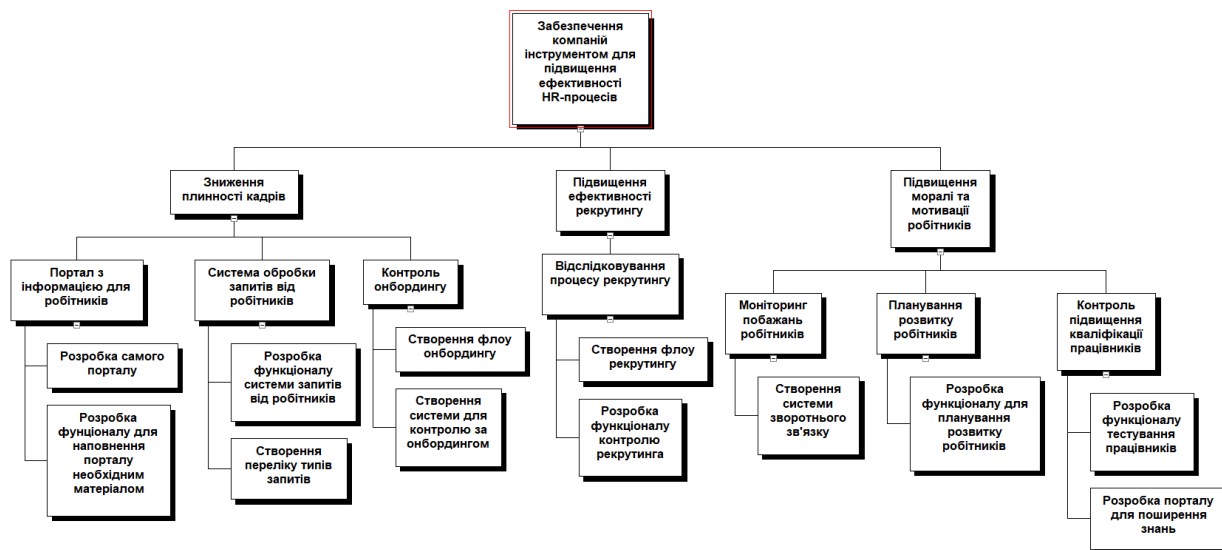 Забезпечення
компаній
інструментом для
підвищення
ефективності
HR-процесів
Зниження
плинності кадрів
Підвищення
ефективності
рекрутингу
Підвищення
моралі та
мотивації
робітників
Портал з
інформацією для
робітників
Система обробки
запитів від
робітників
Контроль
онбордингу
Відслідковування
процесу рекрутингу
Моніторинг
побажань
робітників
Планування
розвитку
робітників
Контроль
підвищення
кваліфікації
працівників
Розробка самого
порталу
Розробка
фунціоналу для
наповнення
порталу
необхідним
матеріалом
Розробка
функціоналу
системи запитів
від робітників
Створення
переліку типів
запитів
Створення флоу
онбордингу
Створення
системи для
контролю за
онбордингом
Створення флоу
рекрутингу
Розробка
функціоналу
контролю
рекрутинга
Створення
системи
зворотнього
зв'язку
Розробка
функціоналу для
планування
розвитку
робітників
Розробка
функціоналу
тестування
працівників
Розробка порталу
для поширення
знань